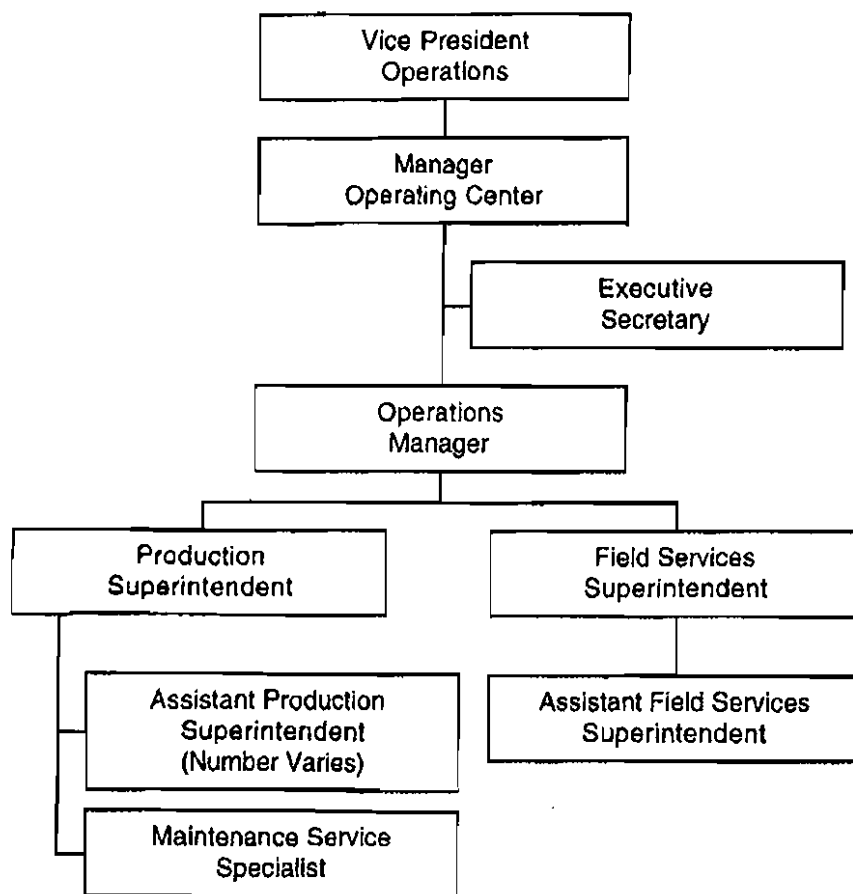 Vice President
Operations
Manager
Operating Center
Executive
Secretary
Operations
Manager
Production
Superintendent
Field Services
Superintendent
Assistant Production
Superintendent
(Number Varies)
Assistant Field Services
Superintendent
Maintenance Service
Specialist